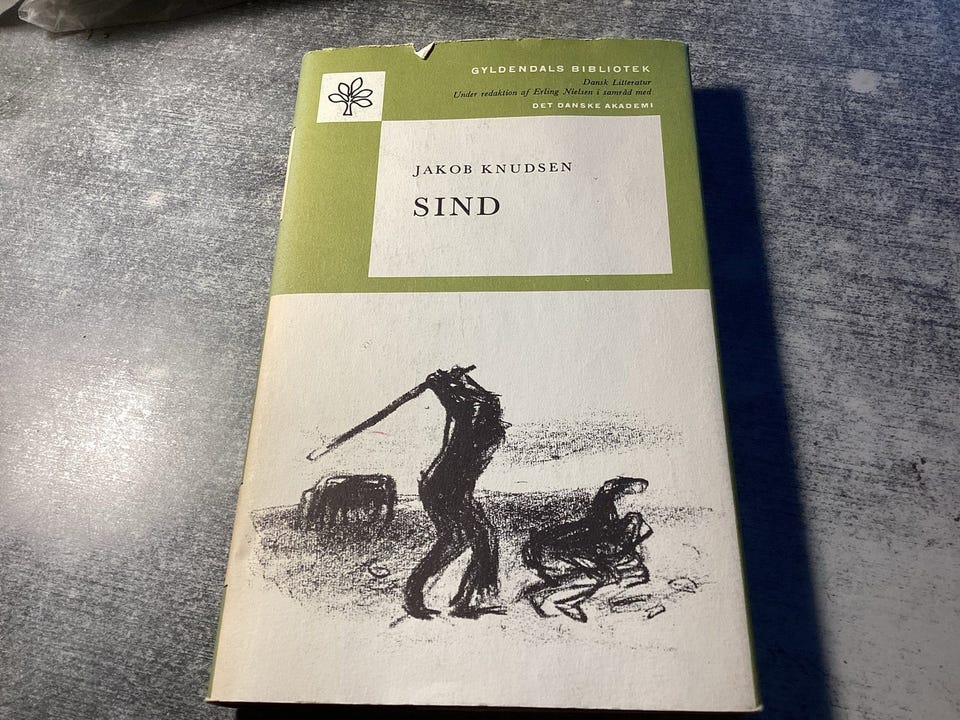 GYLDENDALS BIBLIOTEK
Dansk Litteratur
Under redaktion af Erling Nielsen i samråd med
DET DANSKE AKADEMI
JAKOB KNUDSEN
SIND